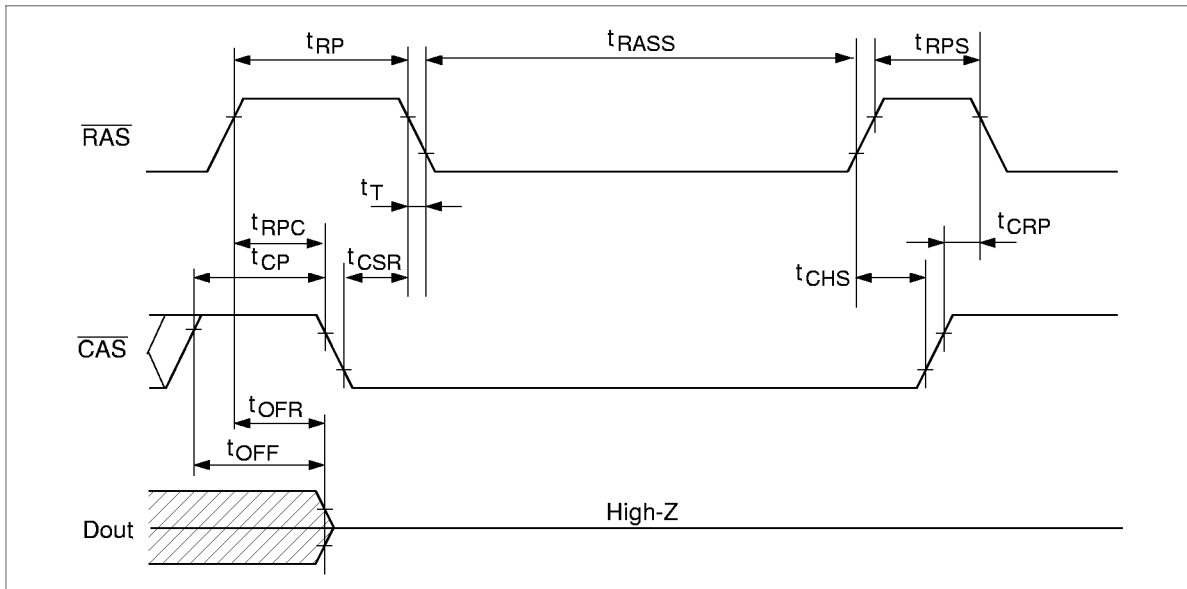 tRP
tRASS
tRPS
RAS
tT
tRPC
tCRP
tCP
tCSR
tCHS
CAS
tOFR
tOFF
High-Z
Dout